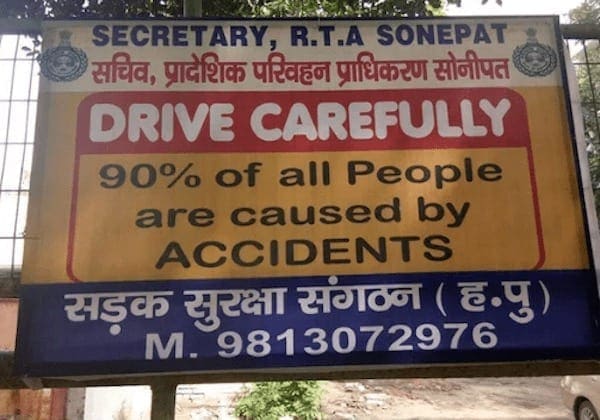 SECRETARY, R.T.A SONEPAT
सचिव, प्रादेशिक परिवहन प्राधिकरण सोनीपत
DRIVE CAREFULLY
90% of all People
are caused by
ACCIDENTS
सड़क सुरक्षा संगठन ( ह.पु )
M. 9813072976